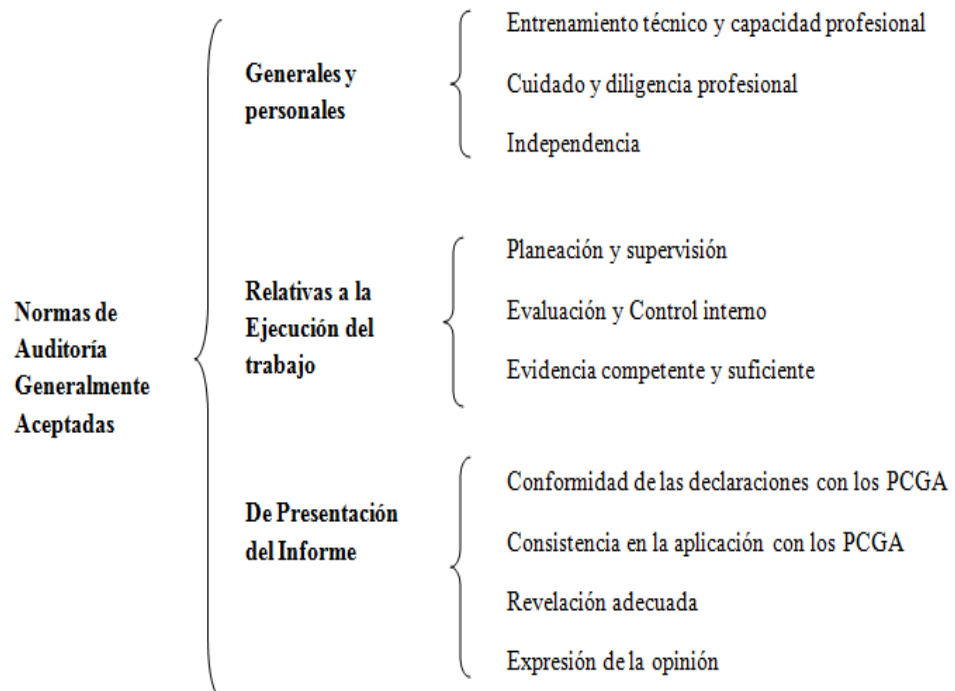 Normas de
Auditoría
Generalmente
Aceptadas
Generales y
personales
Entrenamiento técnico y capacidad profesional
Cuidado y diligencia profesional
Independencia
Relativas a la
Ejecución del
trabajo
Planeación y supervisión
Evaluación y Control interno
Evidencia competente y suficiente
De Presentación
del Informe
Conformidad de las declaraciones con los PCGA
Consistencia en la aplicación con los PCGA
Revelación adecuada
Expresión de la opinión